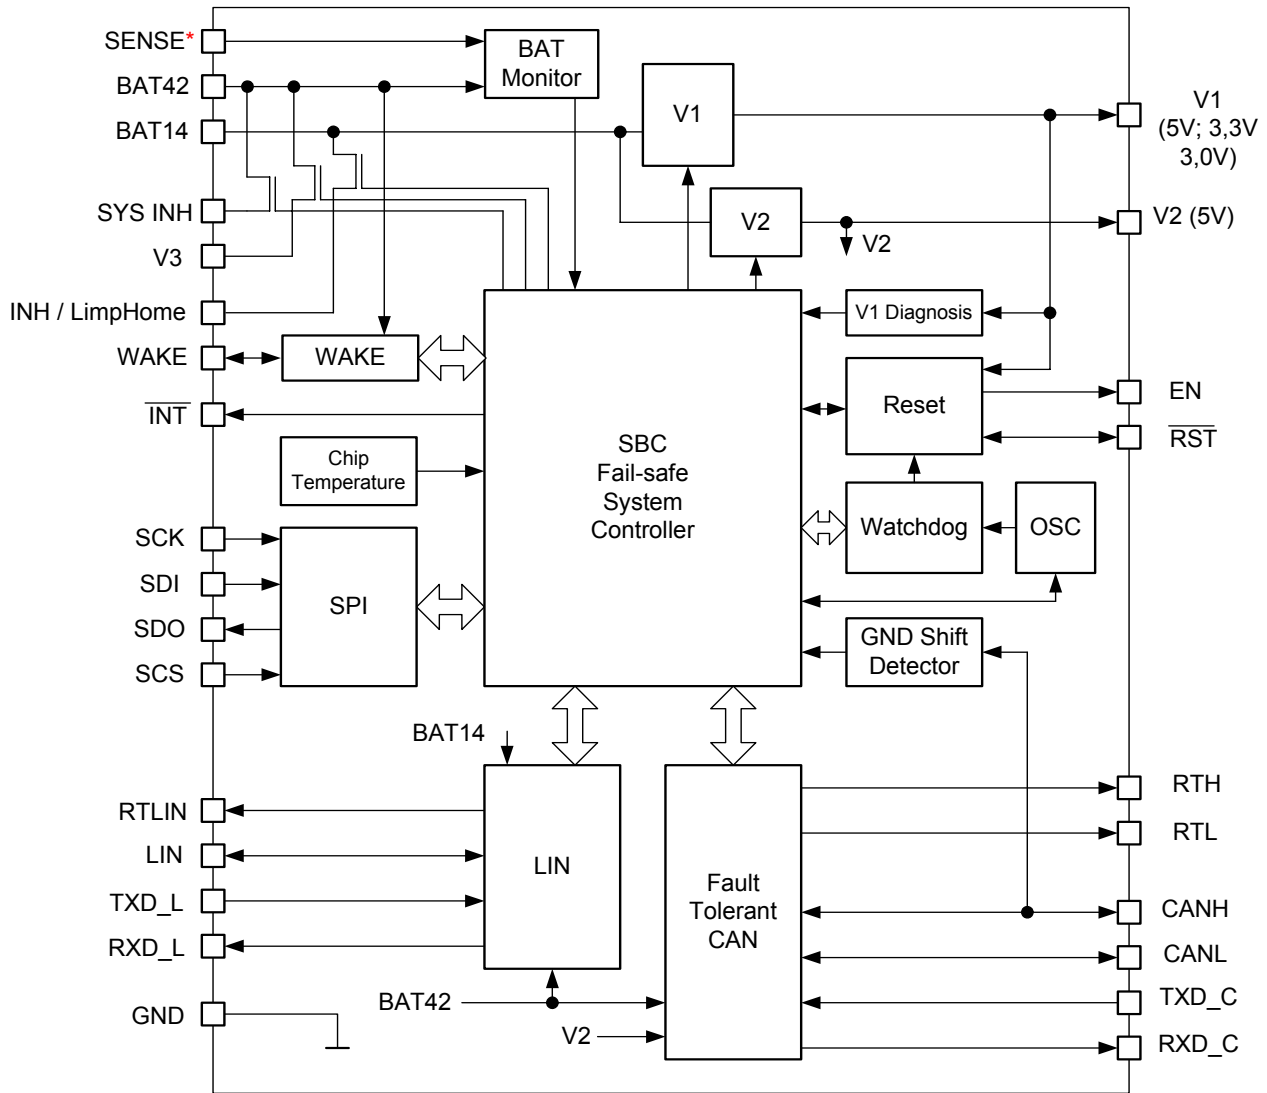 SENSE*
BAT
Monitor
BAT42
BAT14
V1
V1
(5V; 3,3V
3,0V)
SYS INH
V2
V2 (5V)
V2
V3
INH / LimpHome
V1 Diagnosis
WAKE
WAKE
INT
Reset
EN
RST
SBC
Fail-safe
System
Controller
Chip
Temperature
SCK
SDI
SDO
SCS
SPI
Watchdog
OSC
GND Shift
Detector
BAT14
RTLIN
LIN
TXD_L
RXD_L
LIN
Fault
Tolerant
CAN
RTH
RTL
CANH
CANL
TXD_C
RXD_C
BAT42
V2
GND